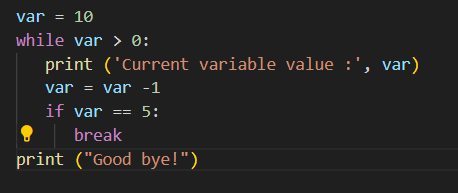 var = 10
while var > 0:
print ('Current variable value :', var)
var = var -1
if var == 5:
break
print ("Good bye!")